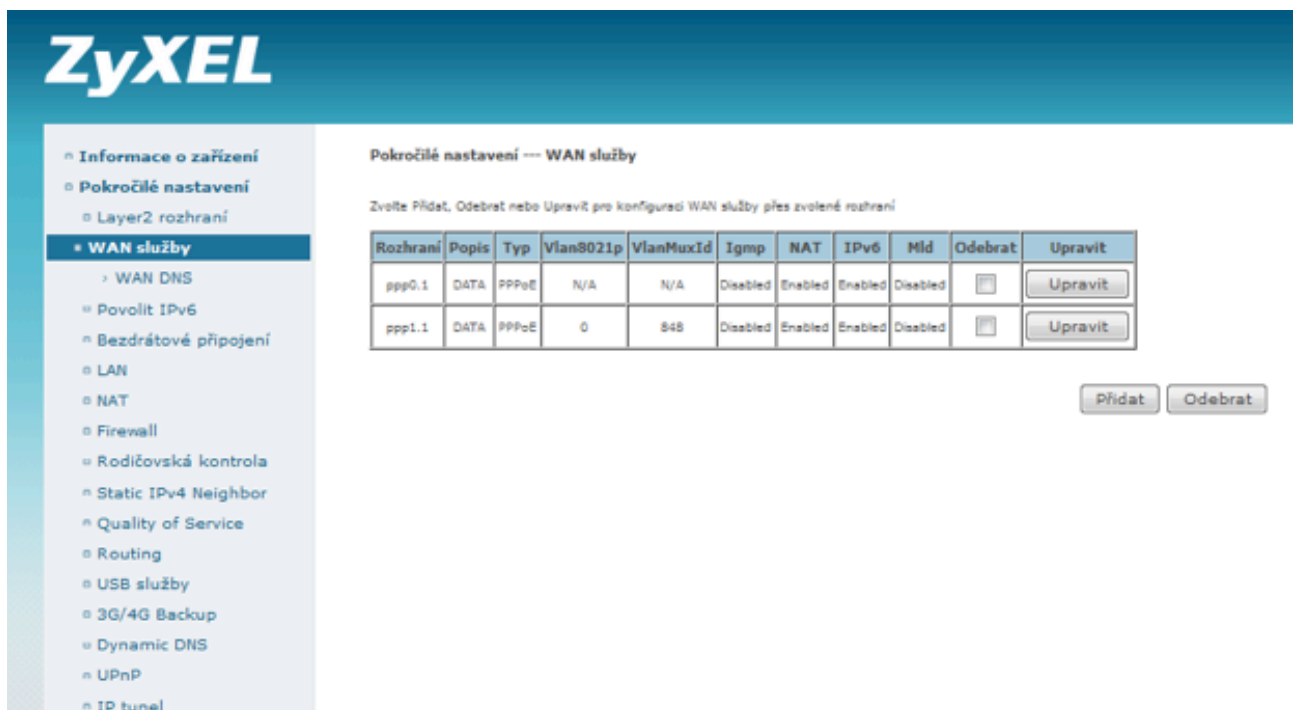 ZyXEL
Informace o zařízení
Pokročilé nastavení
Layer2 rozhraní
WAN služby
WAN DNS
Povolit IPv6
Bezdrátové připojení
LAN
NAT
Firewall
Rodičovská kontrola
Static IPv4 Neighbor
Quality of Service
Routing
USB služby
3G/4G Backup
Dynamic DNS
UPnP
IP tunel
Pokročilé nastavení --- WAN služby
Zvolte Přidat, Odebrat nebo Upravit pro konfiguraci WAN služby přes zvolené rozhraní
Rozhraní Popis Typ Vlan8021p VlanMuxId Igmp NAT IPv6 Mld Odebrat Upravit
ppp0.1 DATA PPPoE N/A N/A Disabled Enabled Enabled Disabled Upravit
ppp1.1 DATA PPPoE 0 848 Disabled Enabled Enabled Disabled Upravit
Přidat Odebrat